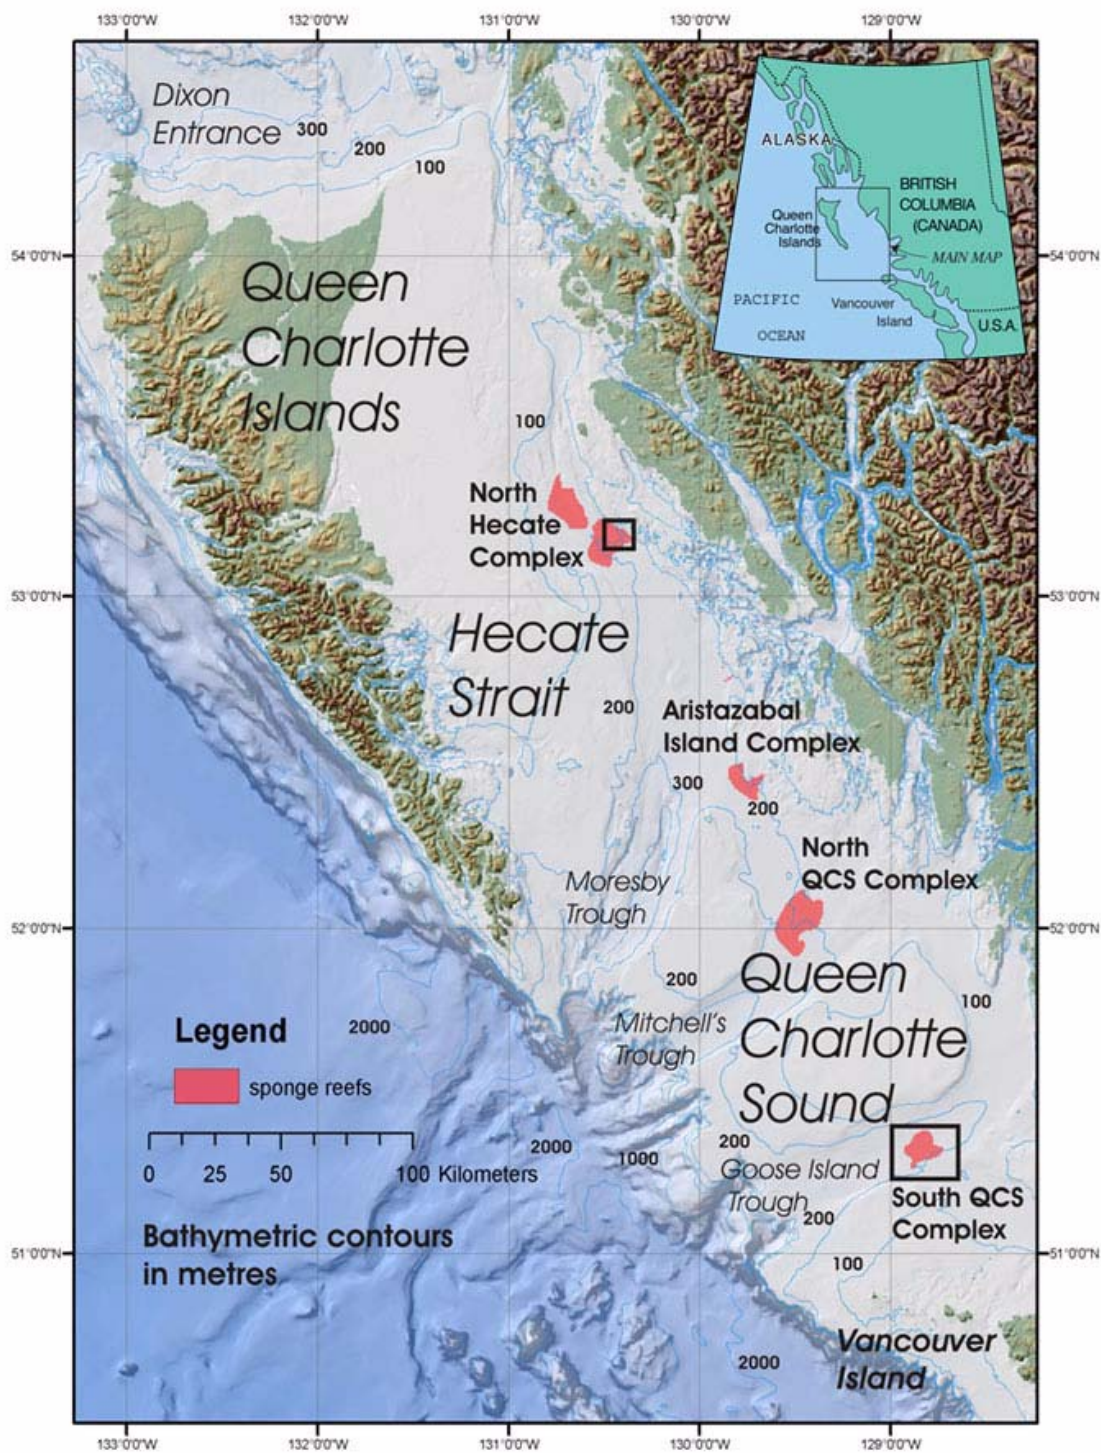 133°0'0"W
132°0'0"W
131°0'0"W
130°0'0"W
129°0'0"W
Dixon
Entrance
300
200
100
ALASKA
BRITISH
COLUMBIA
(CANADA)
Queen
Charlotte
Islands
MAIN MAP
PACIFIC
OCEAN
Vancouver
Island
U.S.A.
54°0'0"N
54°0'0"N
Queen
Charlotte
Islands
100
North
Hecate
Complex
53°0'0"N
53°0'0"N
Hecate
Strait
200
Aristazabal
Island Complex
300
200
North
QCS Complex
Moresby
Trough
52°0'0"N
52°0'0"N
200
Queen
Charlotte
Sound
100
Mitchell's
Trough
2000
Legend
sponge reefs
0 25 50 100 Kilometers
2000
1000
200
Goose Island
Trough
200
South QCS
Complex
Bathymetric contours
in metres
51°0'0"N
51°0'0"N
100
Vancouver
Island
2000
133°0'0"W
132°0'0"W
131°0'0"W
130°0'0"W
129°0'0"W